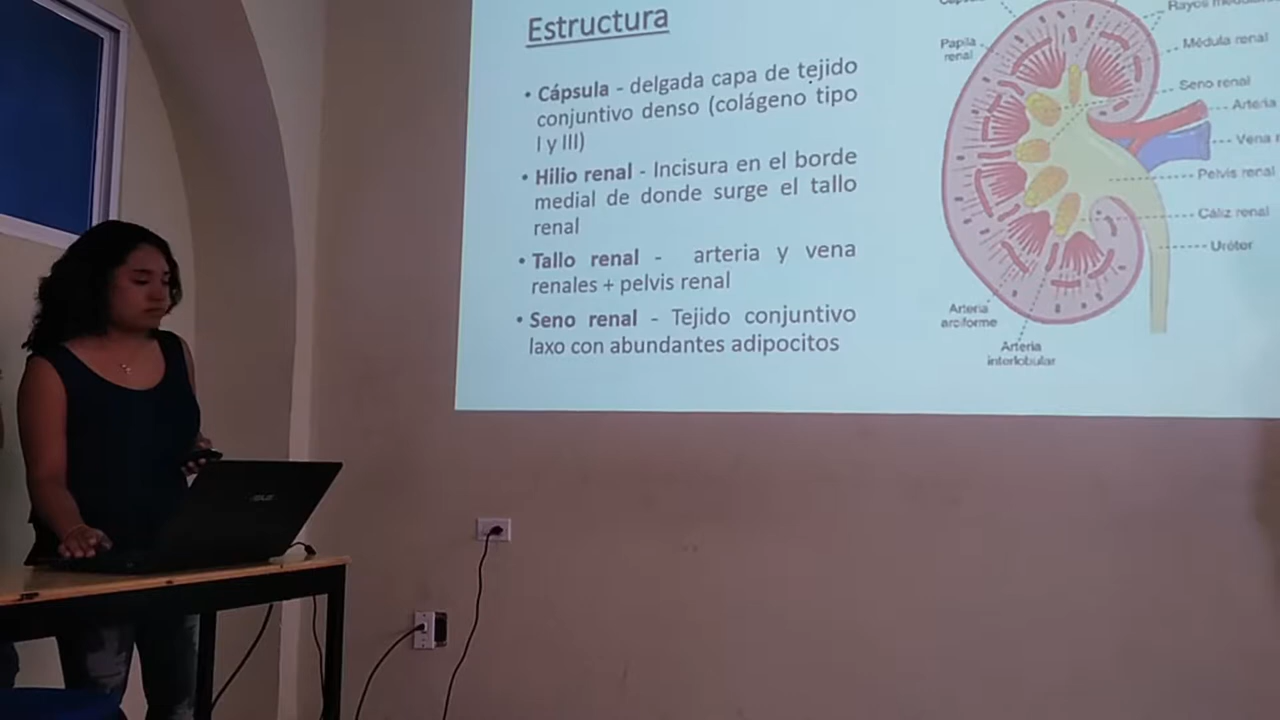 Estructura
• Cápsula - delgada capa de tejido
conjuntivo denso (colágeno tipo
I y III)
• Hilio renal - Incisura en el borde
medial de donde surge el tallo
renal
• Tallo renal - arteria y vena
renales + pelvis renal
• Seno renal - Tejido conjuntivo
laxo con abundantes adipocitos
Papila
renal
Rayos
Médula renal
Seno renal
Arteria
Vena
Pelvis renal
Cáliz renal
Uréter
Arteria
arciforme
Arteria
interlobular
ASUS